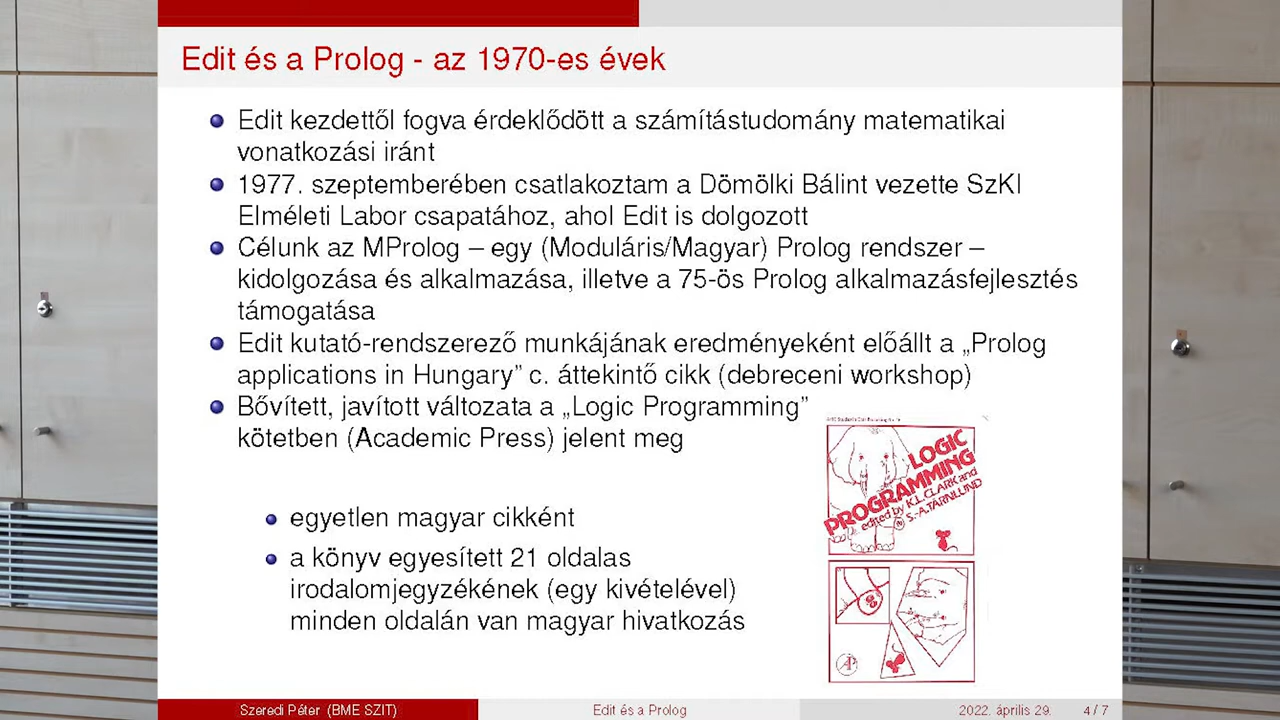 Edit és a Prolog - az 1970-es évek
Edit kezdettől fogva érdeklődött a számítástudomány matematikai
vonatkozási iránt
1977. szeptemberében csatlakoztam a Dömölki Bálint vezette SzKI
Elméleti Labor csapatához, ahol Edit is dolgozott
Célunk az MProlog – egy (Moduláris/Magyar) Prolog rendszer –
kidolgozása és alkalmazása, illetve a 75-ös Prolog alkalmazásfejlesztés
támogatása
Edit kutató-rendszerező munkájának eredményeként előállt a „Prolog
applications in Hungary” c. áttekintő cikk (debreceni workshop)
Bővített, javított változata a „Logic Programming”
kötetben (Academic Press) jelent meg
egyetlen magyar cikként
a könyv egyesített 21 oldalas
irodalomjegyzékének (egy kivételével)
minden oldalán van magyar hivatkozás
LOGIC
PROGRAMMING
edited by K.L.CLARK and
S.-A.TÄRNLUND
AP
Szeredi Péter (BME SZIT)
Edit és a Prolog
2022. április 29.
4 / 7